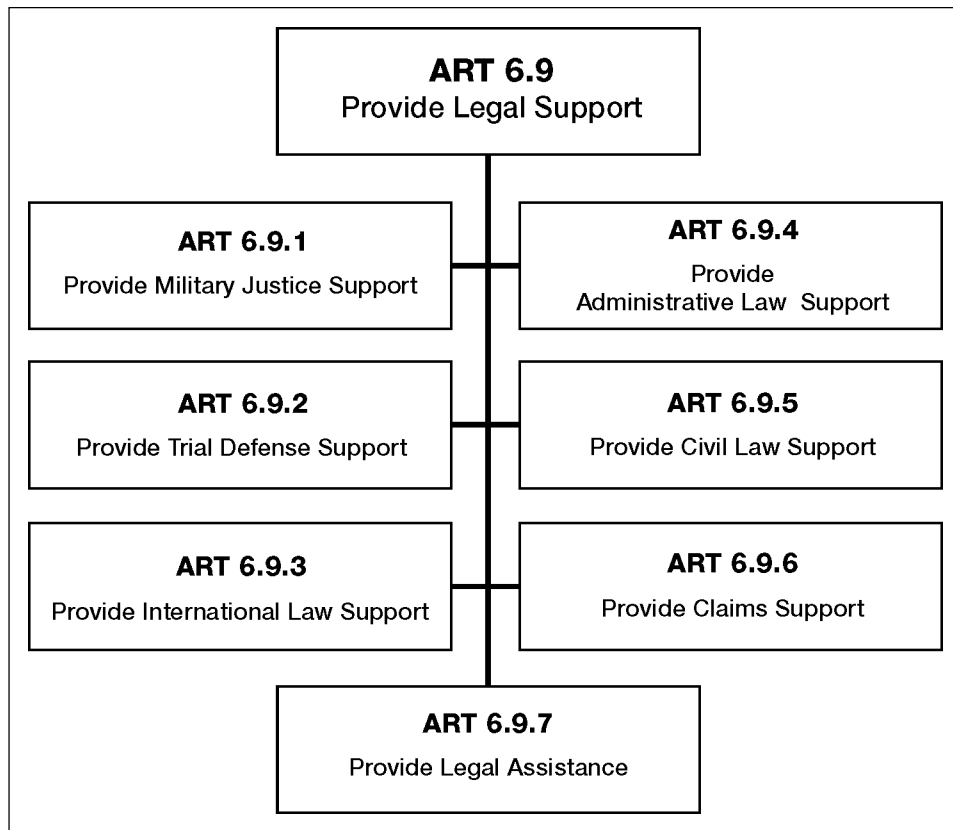 ART 6.9
Provide Legal Support
ART 6.9.1
Provide Military Justice Support
ART 6.9.4
Provide
Administrative Law Support
ART 6.9.2
Provide Trial Defense Support
ART 6.9.5
Provide Civil Law Support
ART 6.9.3
Provide International Law Support
ART 6.9.6
Provide Claims Support
ART 6.9.7
Provide Legal Assistance